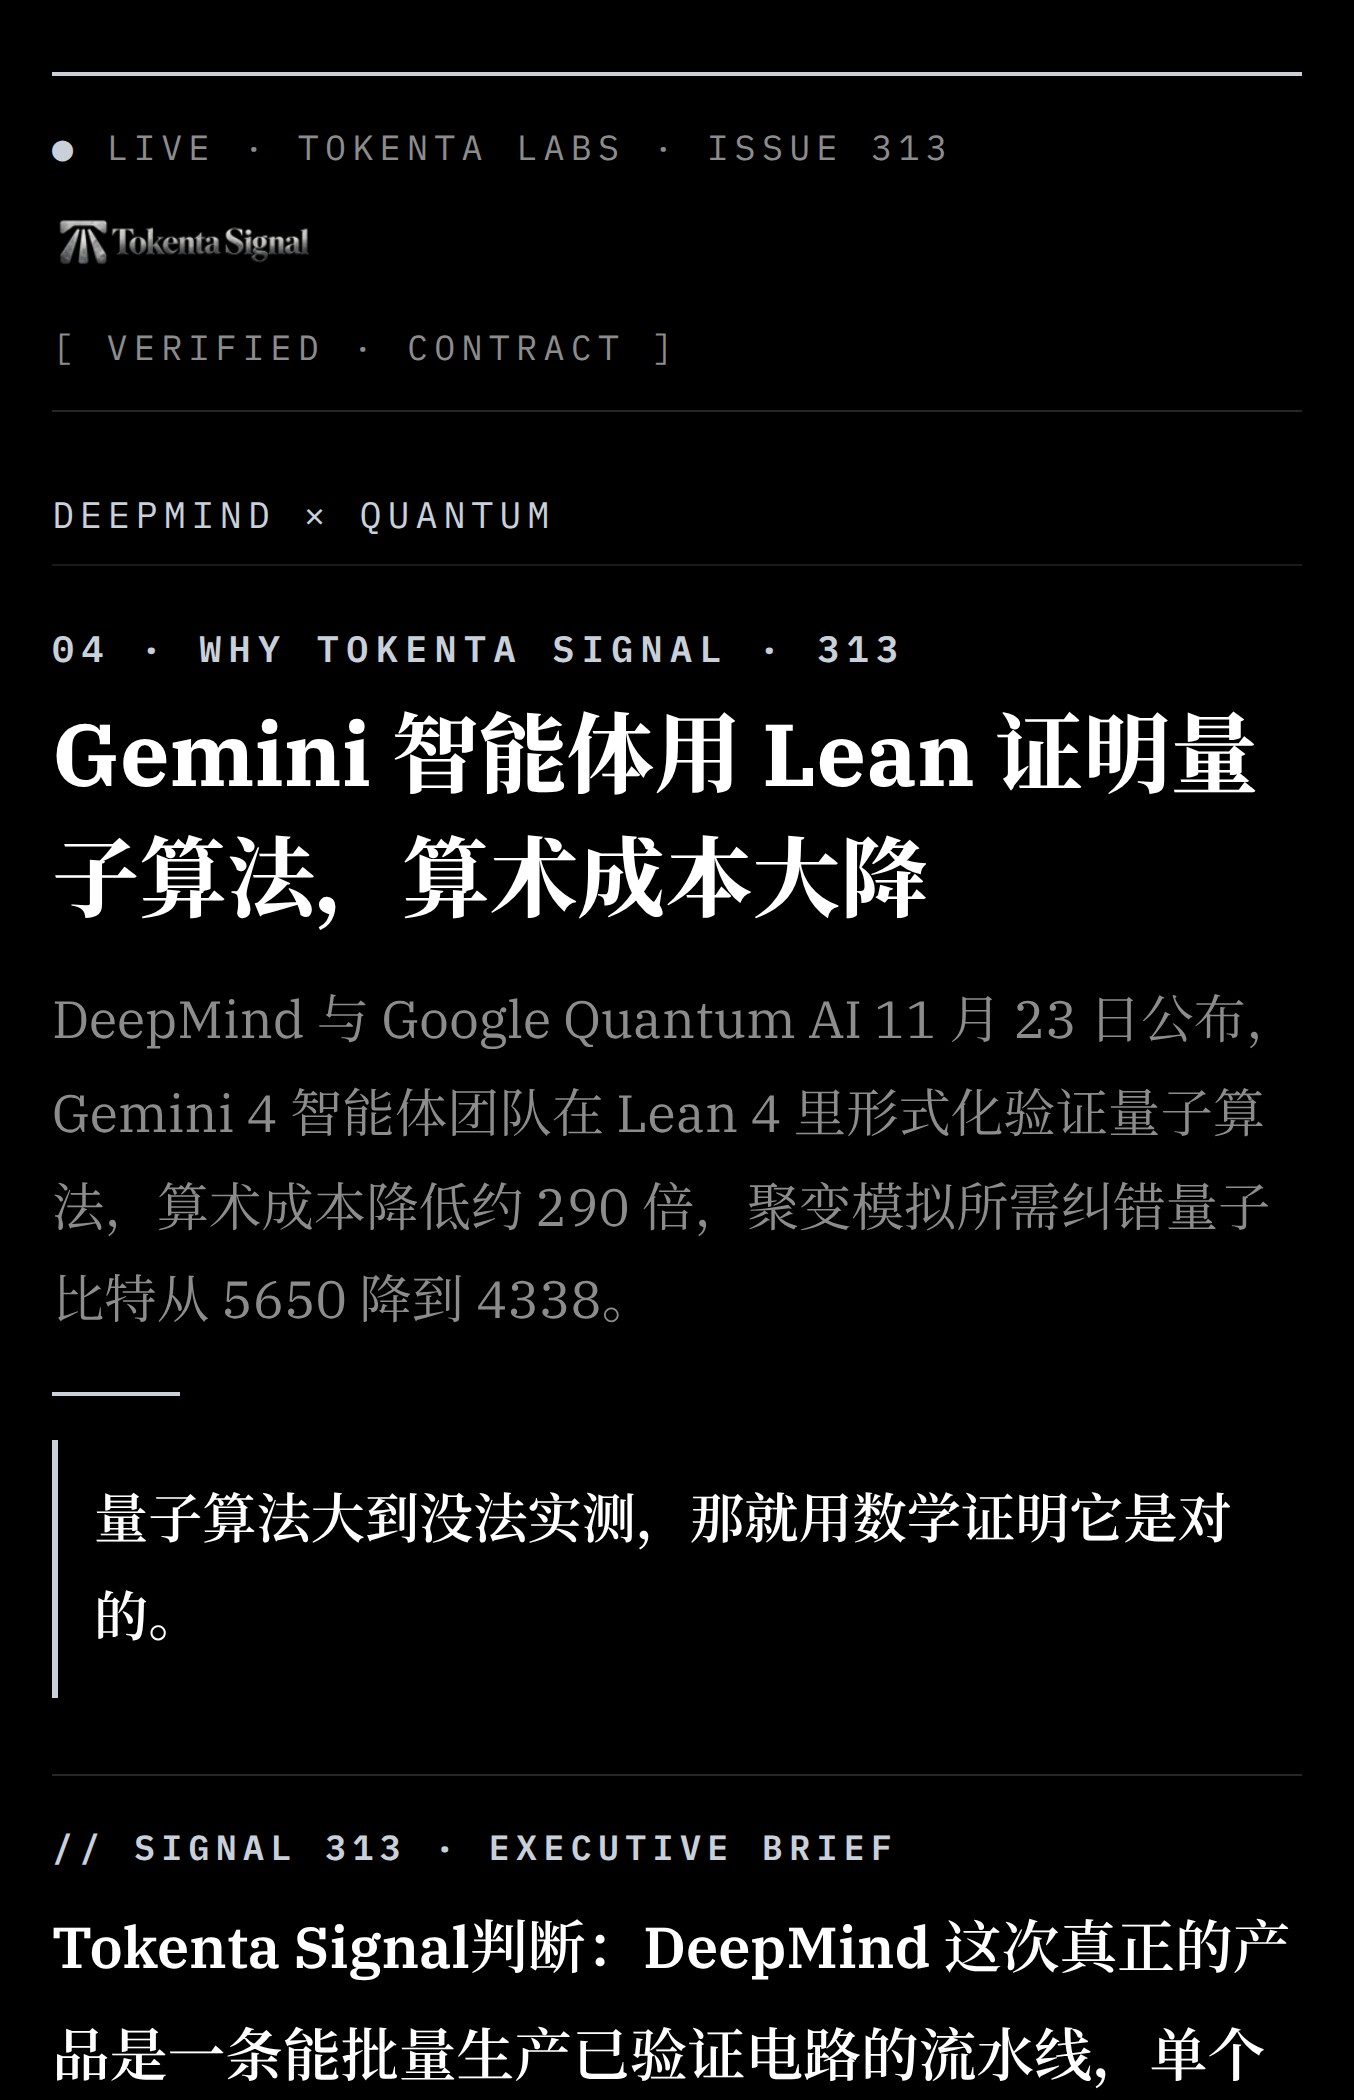 ● LIVE · TOKENTA LABS · ISSUE 313
Tokenta Signal
[ VERIFIED · CONTRACT ]
DEEPMIND × QUANTUM
04 · WHY TOKENTA SIGNAL · 313
Gemini 智能体用 Lean 证明量
子算法，算术成本大降
DeepMind 与 Google Quantum AI 11 月 23 日公布，
Gemini 4 智能体团队在 Lean 4 里形式化验证量子算
法，算术成本降低约 290 倍，聚变模拟所需纠错量子
比特从 5650 降到 4338。
量子算法大到没法实测，那就用数学证明它是对
的。
// SIGNAL 313 · EXECUTIVE BRIEF
Tokenta Signal判断：DeepMind 这次真正的产
品是一条能批量生产已验证电路的流水线，单个